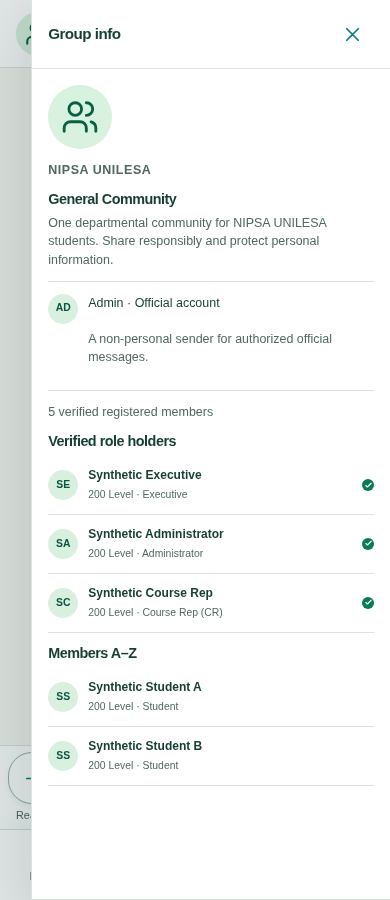 Group info
NIPSA UNILESA
General Community
One departmental community for NIPSA UNILESA
students. Share responsibly and protect personal
information.
AD
Admin · Official account
A non-personal sender for authorized official
messages.
5 verified registered members
Verified role holders
SE
Synthetic Executive
200 Level · Executive
SA
Synthetic Administrator
200 Level · Administrator
SC
Synthetic Course Rep
200 Level · Course Rep (CR)
Members A–Z
SS
Synthetic Student A
200 Level · Student
SS
Synthetic Student B
200 Level · Student